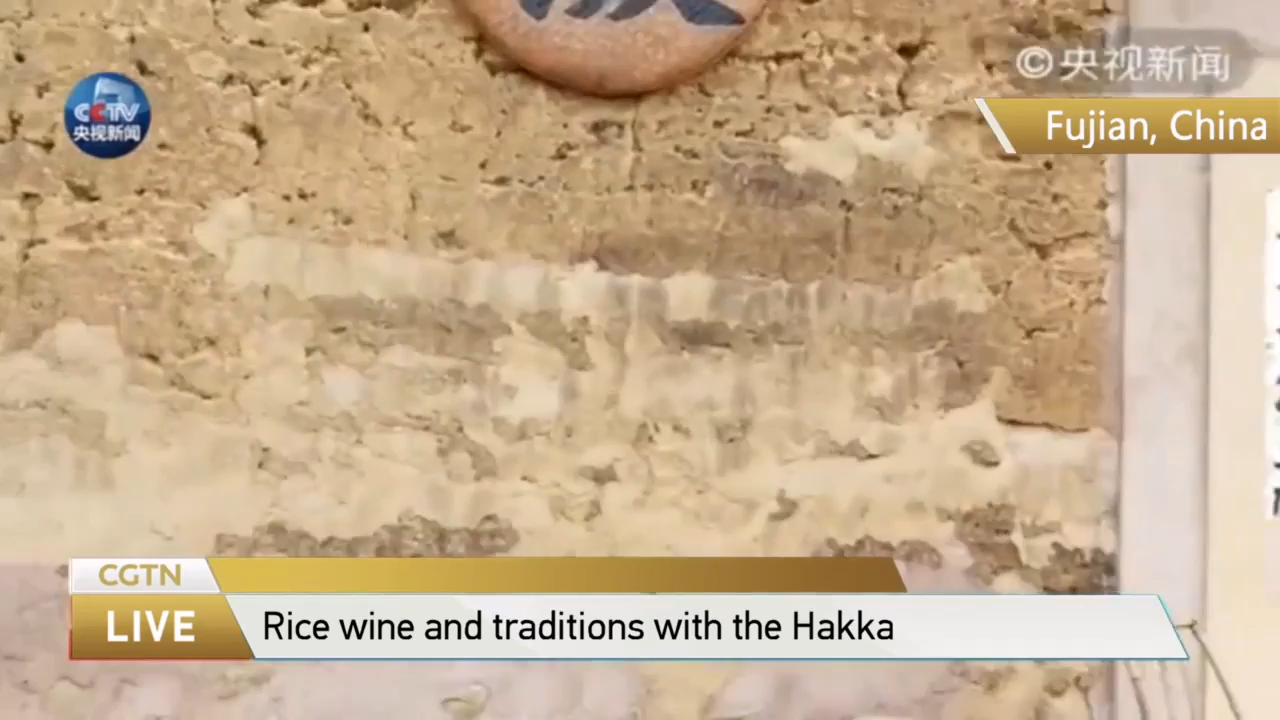 ©央视新闻
CCTV
央视新闻
Fujian, China
CGTN
LIVE
Rice wine and traditions with the Hakka